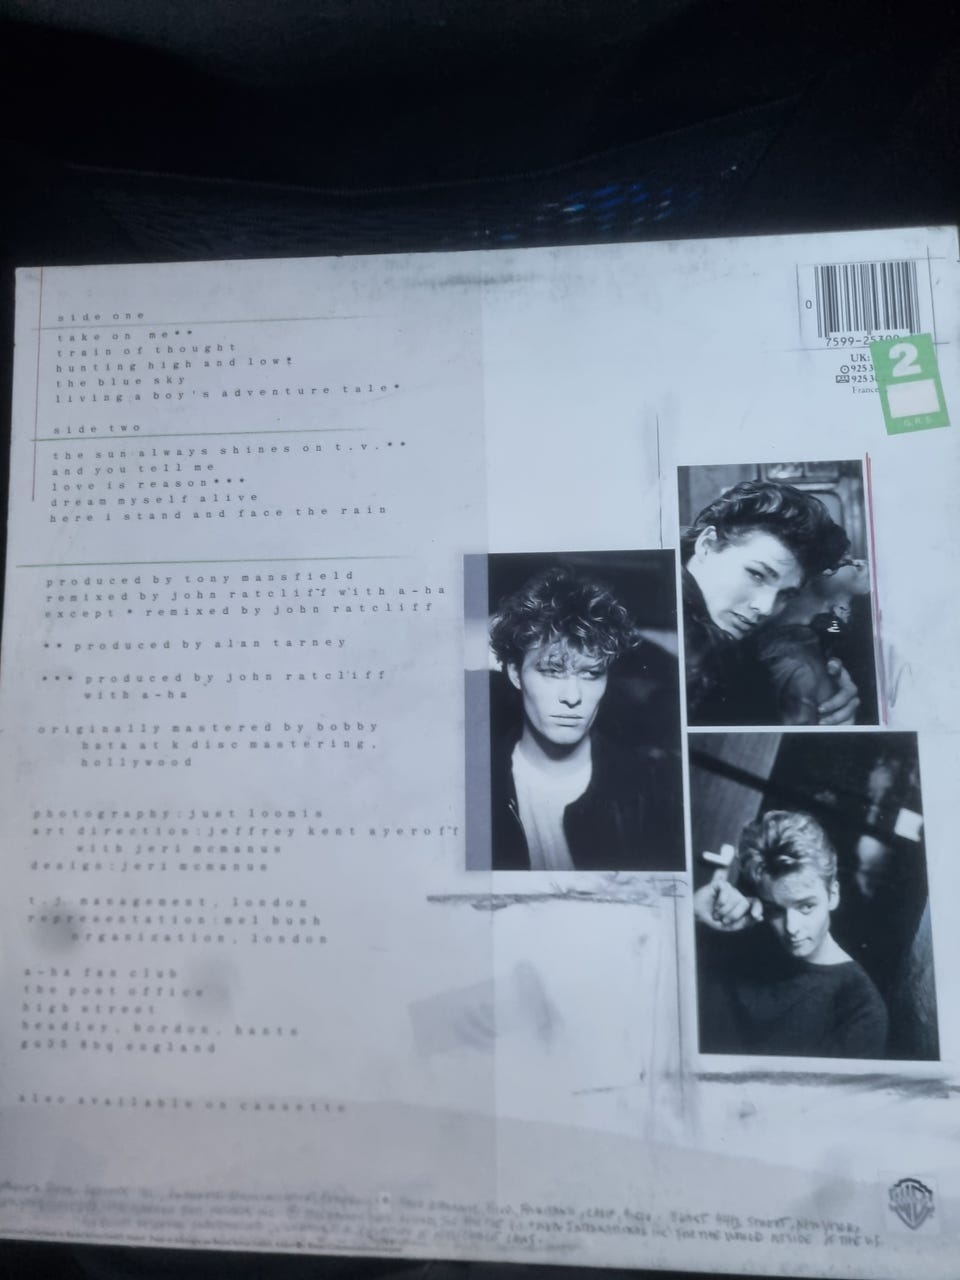 side one
take on me**
train of thought
hunting high and low*
the blue sky
living a boy's adventure tale*
side two
the sun always shines on t.v.**
and you tell me
love is reason***
dream myself alive
here i stand and face the rain
produced by tony mansfield
remixed by john ratcliff with a-ha
except * remixed by john ratcliff
** produced by alan tarney
*** produced by john ratcliff
with a-ha
originally mastered by bobby
hata at k disc mastering,
hollywood
photography:just loomis
art direction:jeffrey kent ayeroff
with jeri mcmanus
design:jeri mcmanus
t.j. management, london
representation:mel bush
organization, london
a-ha fan club
the post office
high street
headley, bordon, hants
gu35 8bq england
also available on cassette
0
7599-25300
UK:
925 3
925 3
France
2
G.R.S